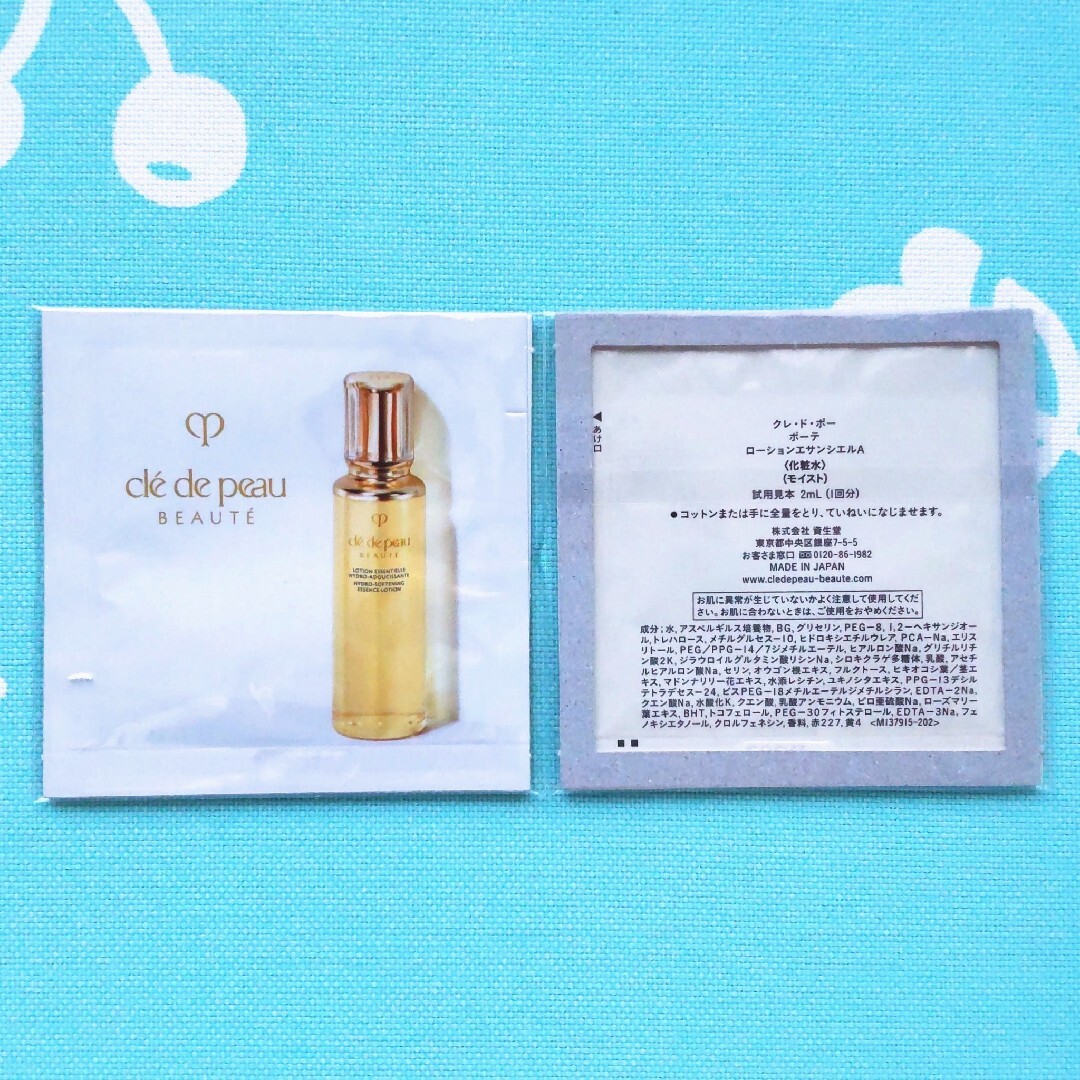 clé de peau
BEAUTÉ
clé de peau
BEAUTÉ
LOTION ESSENTIELLE
HYDRO-ADOUCISSANTE
HYDRO-SOFTENING
ESSENCE-LOTION
あけ口
クレ・ド・ポー
ボーテ
ローションエサンシエルA
〈化粧水〉
〈モイスト〉
試用見本 2mL (1回分)
●コットンまたは手に全量をとり、ていねいになじませます。
株式会社 資生堂
東京都中央区銀座7-5-5
お客さま窓口 0120-86-1982
MADE IN JAPAN
www.cledepeau-beaute.com
お肌に異常が生じていないかよく注意して使用してくだ
さい。お肌に合わないときは、ご使用をおやめください。
成分:水,アスペルギルス培養物,BG,グリセリン,PEG-8,1,2-ヘキサンジオー
ル,トレハロース,メチルグルセス-10,ヒドロキシエチルウレア,PCA-Na,エリス
リトール,PEG/PPG-14/7ジメチルエーテル,ヒアルロン酸Na,グリチルリチ
ン酸2K,ジラウロイルグルタミン酸リシンNa,シロキクラゲ多糖体,乳酸,アセチ
ルヒアルロン酸Na,セリン,オウゴン根エキス,フルクトース,ヒキオコシ葉/茎エ
キス,マドンナリリー花エキス,水添レシチン,ユキノシタエキス,PPG-13デシル
テトラデセス-24,ビスPEG-18メチルエーテルジメチルシラン,EDTA-2Na,
クエン酸Na,水酸化K,クエン酸,乳酸アンモニウム,ピロ亜硫酸Na,ローズマリー
葉エキス,BHT,トコフェロール,PEG-30フィトステロール,EDTA-3Na,フェ
ノキシエタノール,クロルフェネシン,香料,赤227,黄4 <M137915-202>